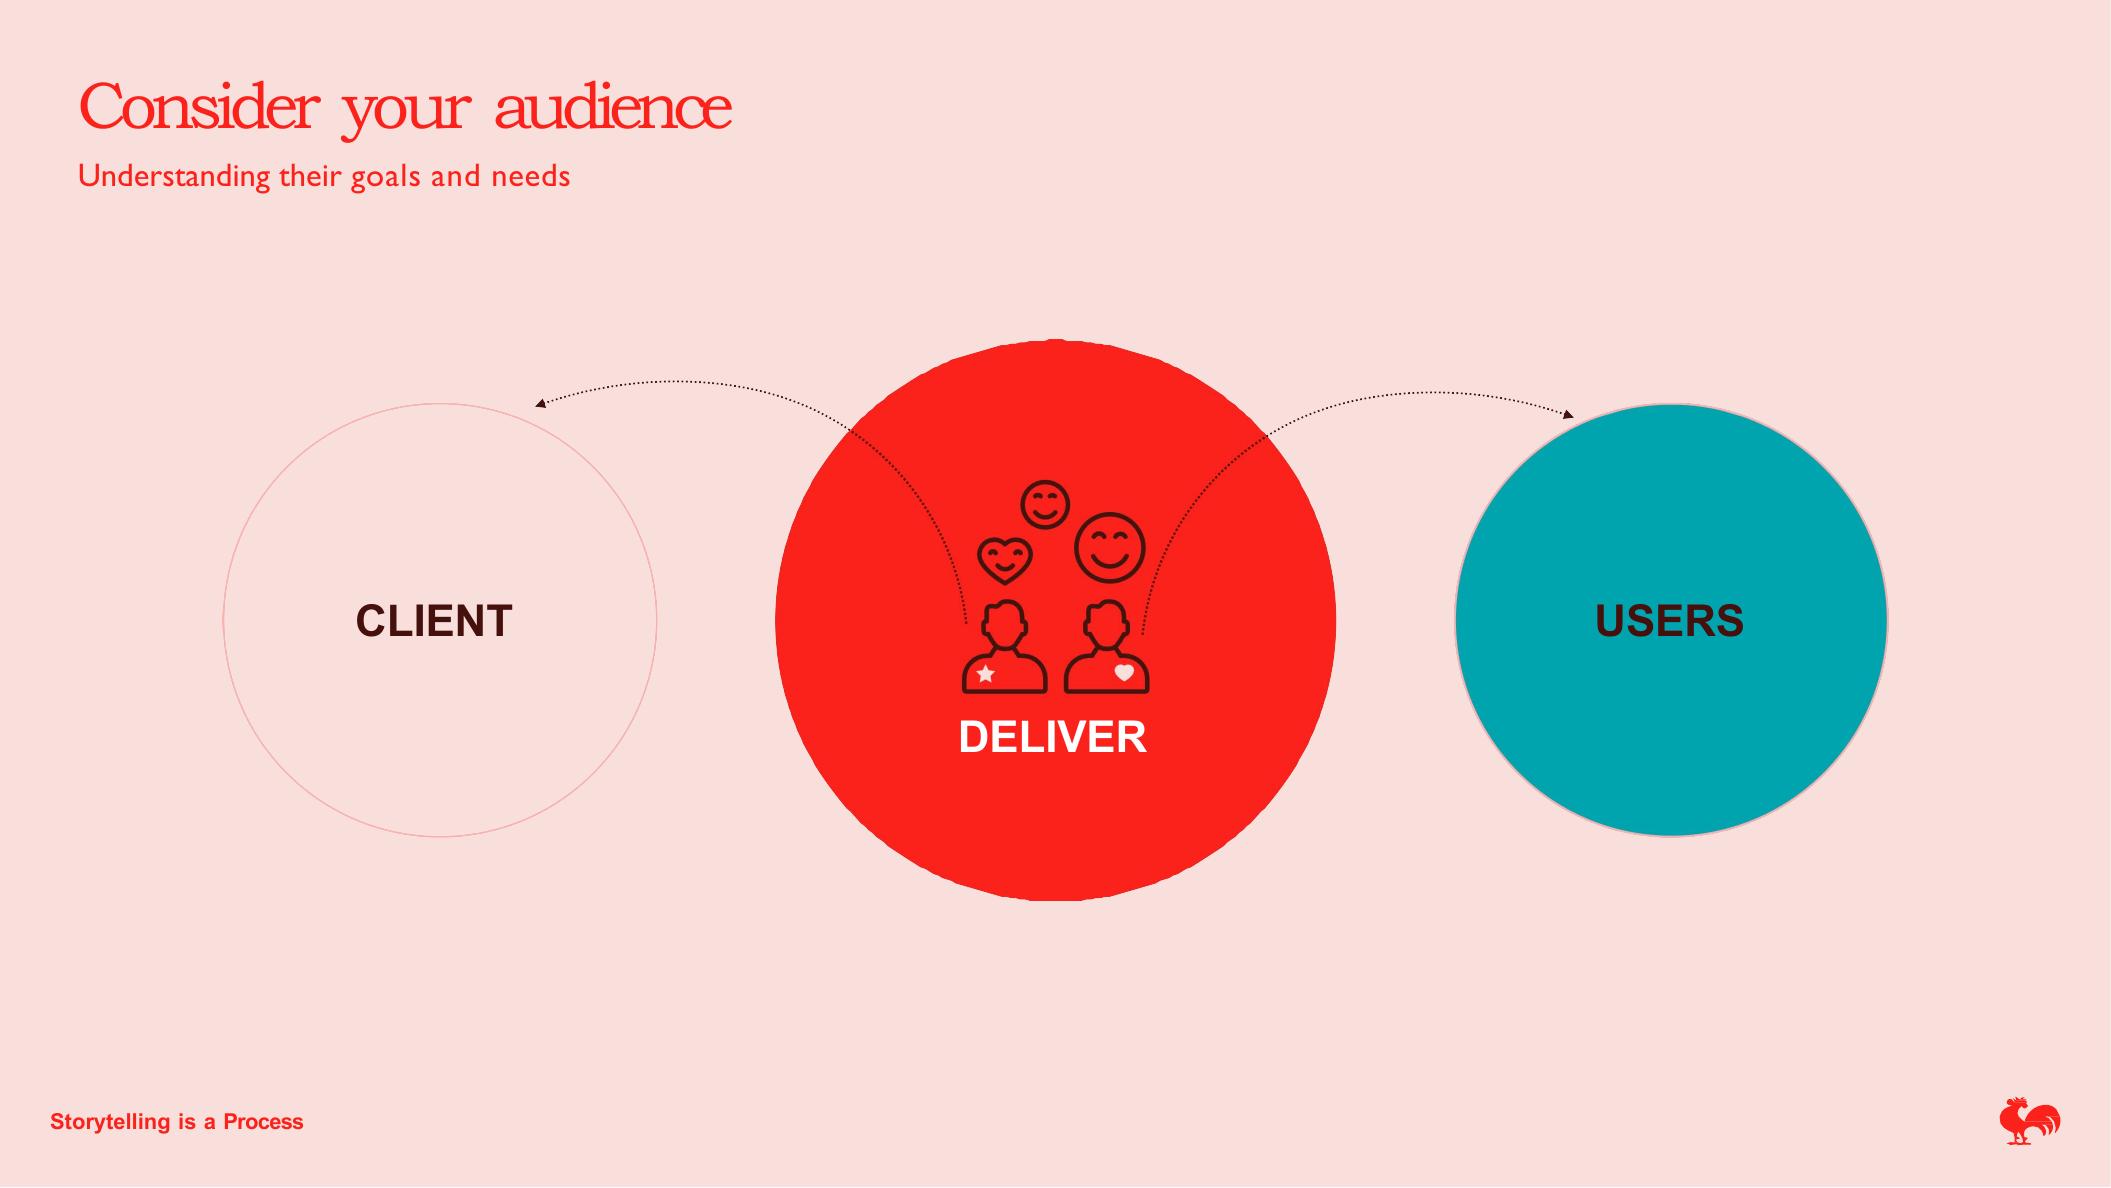 Consider your audience
Understanding their goals and needs
CLIENT
DELIVER
USERS
Storytelling is a Process